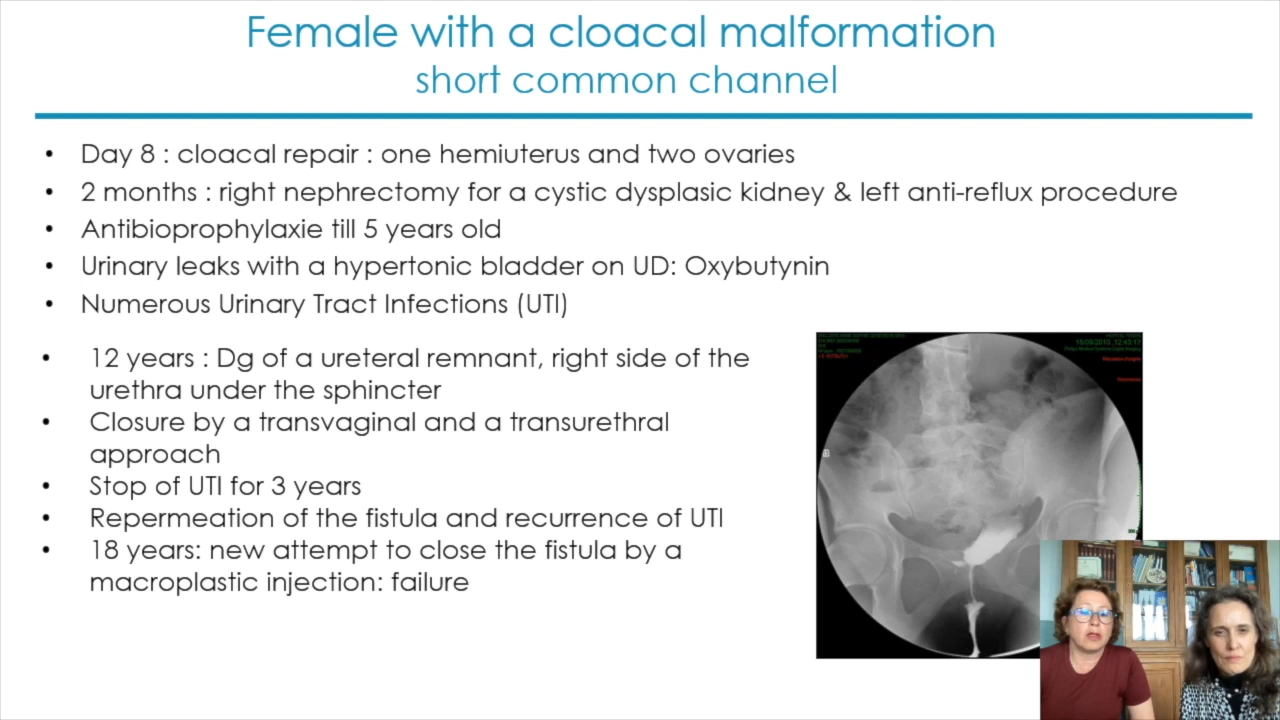 Female with a cloacal malformation
short common channel
• Day 8 : cloacal repair : one hemiuterus and two ovaries
• 2 months : right nephrectomy for a cystic dysplasic kidney & left anti-reflux procedure
• Antibioprophylaxie till 5 years old
• Urinary leaks with a hypertonic bladder on UD: Oxybutynin
• Numerous Urinary Tract Infections (UTI)
• 12 years : Dg of a ureteral remnant, right side of the
urethra under the sphincter
• Closure by a transvaginal and a transurethral
approach
• Stop of UTI for 3 years
• Repermeation of the fistula and recurrence of UTI
• 18 years: new attempt to close the fistula by a
macroplastic injection: failure